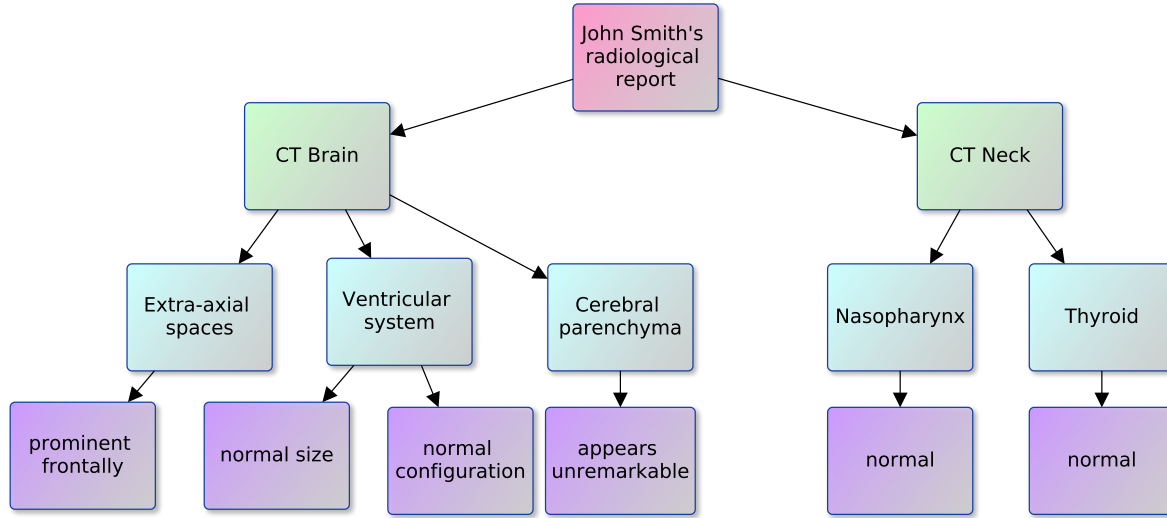 John Smith's
radiological
report
CT Brain
CT Neck
Extra-axial
spaces
Ventricular
system
Cerebral
parenchyma
Nasopharynx
Thyroid
prominent
frontally
normal size
normal
configuration
appears
unremarkable
normal
normal